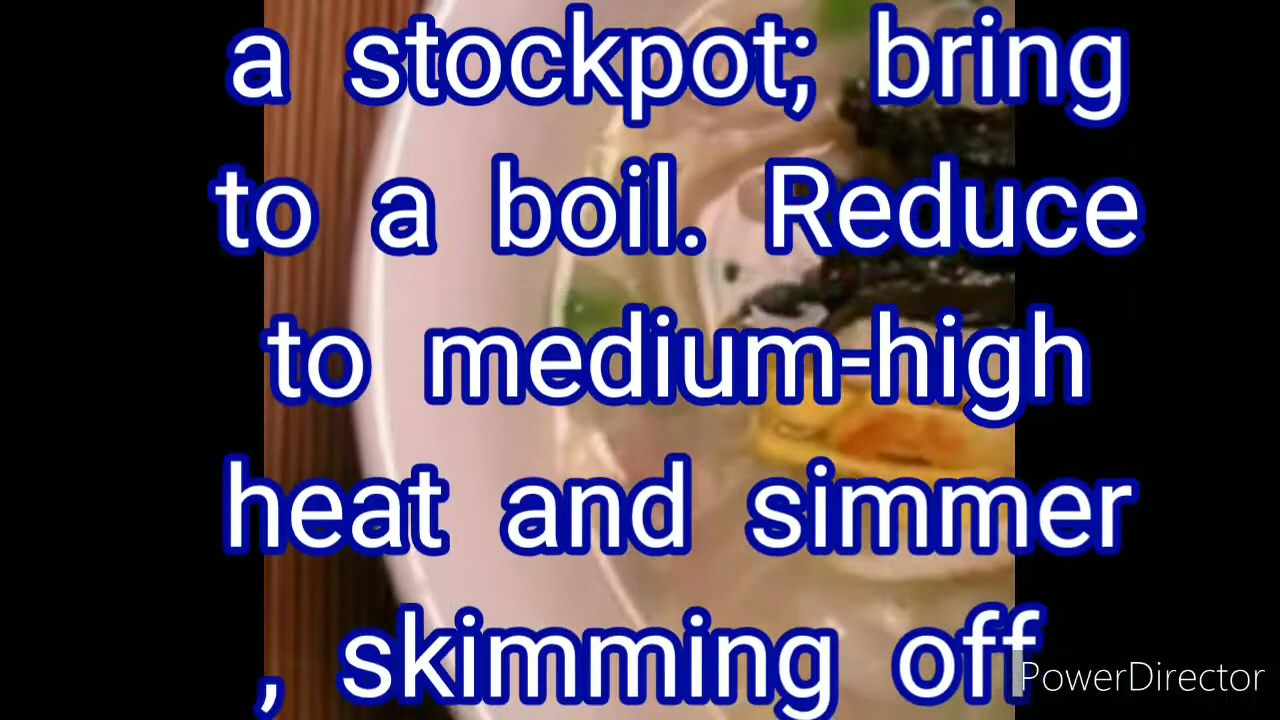 a stockpot; bring
to a boil. Reduce
to medium-high
heat and simmer
, skimming off
PowerDirector